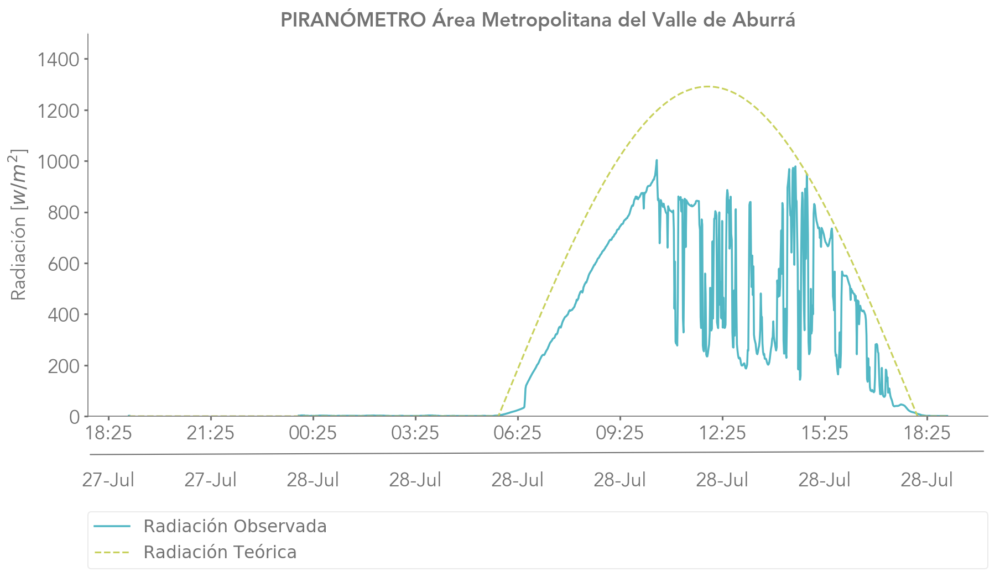 PIRANÓMETRO Área Metropolitana del Valle de Aburrá
Radiación [w/m²]
1400
1200
1000
800
600
400
200
0
18:25 21:25 00:25 03:25 06:25 09:25 12:25 15:25 18:25
27-Jul 27-Jul 28-Jul 28-Jul 28-Jul 28-Jul 28-Jul 28-Jul 28-Jul
Radiación Observada
Radiación Teórica